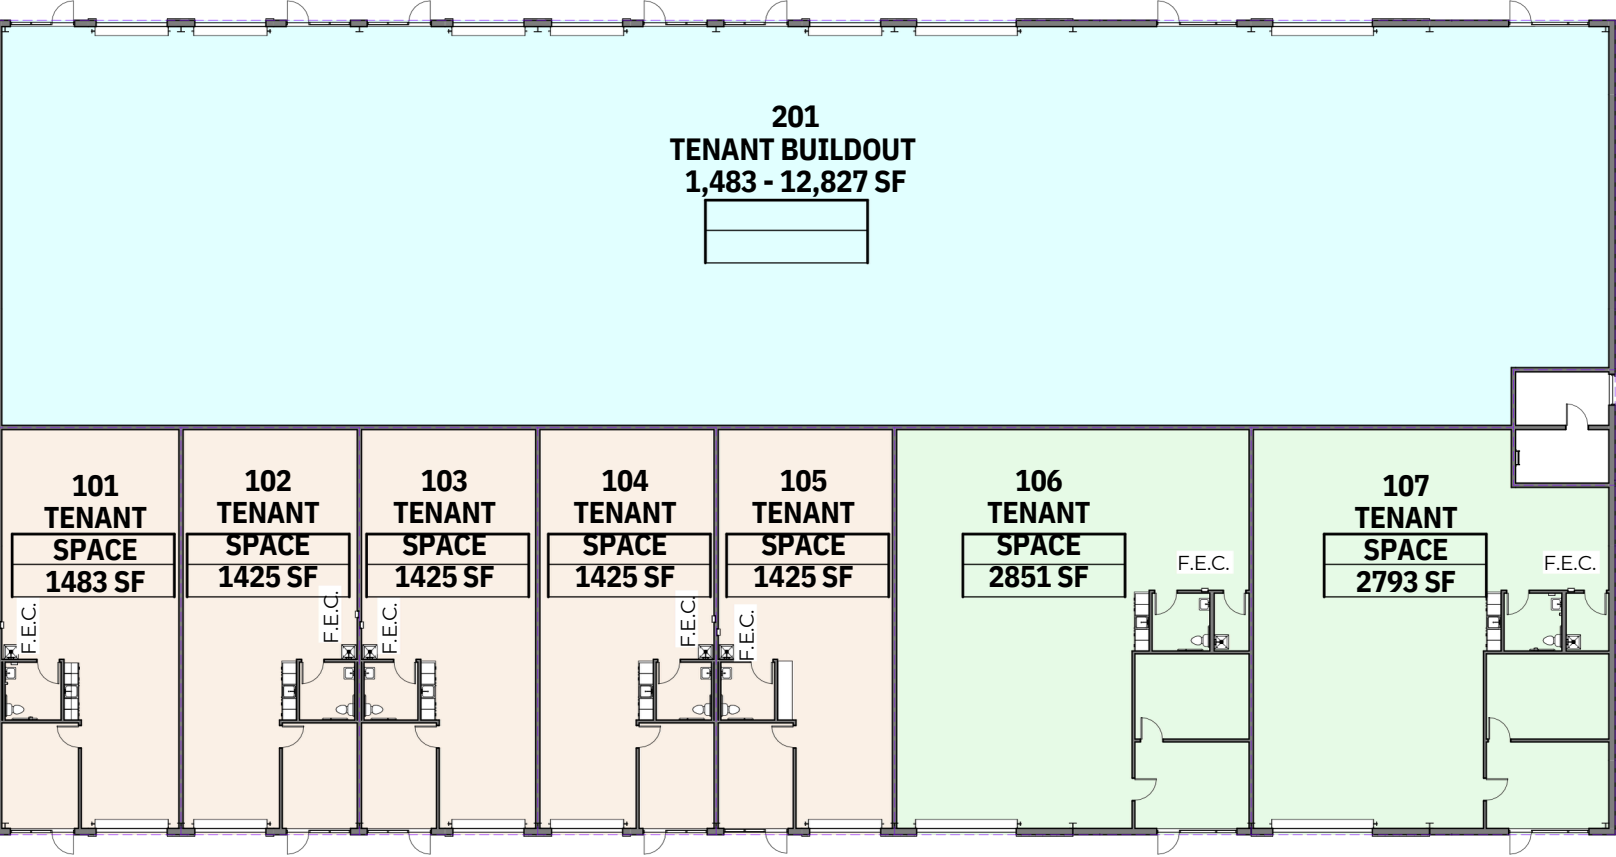 201
TENANT BUILDOUT
1,483 - 12,827 SF
101
TENANT
SPACE
1483 SF
F.E.C.
102
TENANT
SPACE
1425 SF
F.E.C.
103
TENANT
SPACE
1425 SF
F.E.C.
104
TENANT
SPACE
1425 SF
F.E.C.
105
TENANT
SPACE
1425 SF
F.E.C.
106
TENANT
SPACE
2851 SF
F.E.C.
107
TENANT
SPACE
2793 SF
F.E.C.